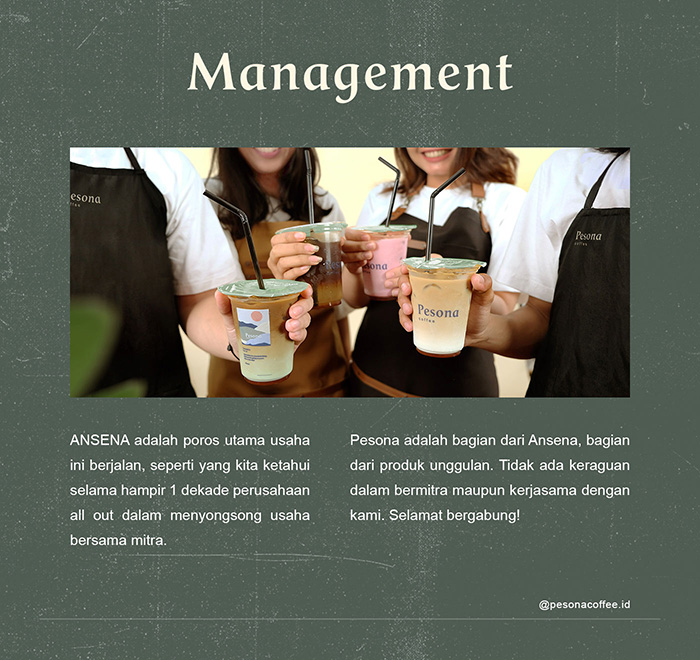 Management
Pesona
coffee
Pesona
coffee
Pesona
Pesona
coffee
ANSENA adalah poros utama usaha
ini berjalan, seperti yang kita ketahui
selama hampir 1 dekade perusahaan
all out dalam menyongsong usaha
bersama mitra.
Pesona adalah bagian dari Ansena, bagian
dari produk unggulan. Tidak ada keraguan
dalam bermitra maupun kerjasama dengan
kami. Selamat bergabung!
@pesonacoffee.id